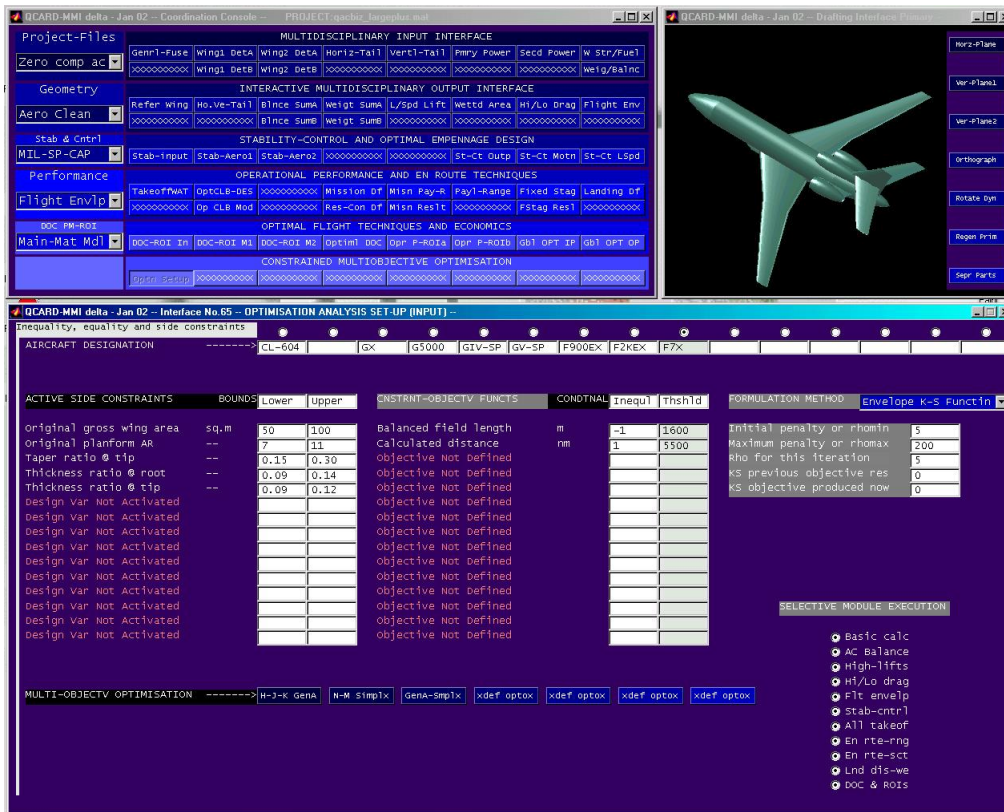 QCARD-MMI delta - Jan 02 -- Coordination Console -- PROJECT:qacbiz_largeplus.mat
Project-Files
MULTIDISCIPLINARY INPUT INTERFACE
Zero comp ac
Genrl-Fuse Wing1 DetA Wing2 DetA Horiz-Tail Vertl-Tail Pmry Power Secd Power W Str/Fuel
XXXXXXXXXX Wing1 DetB Wing2 DetB XXXXXXXXXX XXXXXXXXXX XXXXXXXXXX XXXXXXXXXX Weig/Balnc
Geometry
INTERACTIVE MULTIDISCIPLINARY OUTPUT INTERFACE
Aero Clean
Refer Wing Ho.Ve-Tail Blnce SumA Weigt SumA L/Spd Lift Wettd Area Hi/Lo Drag Flight Env
XXXXXXXXXX XXXXXXXXXX Blnce SumB Weigt SumB XXXXXXXXXX XXXXXXXXXX XXXXXXXXXX XXXXXXXXXX
Stab & Cntrl
STABILITY-CONTROL AND OPTIMAL EMPENNAGE DESIGN
MIL-SP-CAP
Stab-input Stab-Aero1 Stab-Aero2 XXXXXXXXXX XXXXXXXXXX St-Ct Outp St-Ct Motn St-Ct LSpd
Performance
OPERATIONAL PERFORMANCE AND EN ROUTE TECHNIQUES
Flight Envlp
TakeoffWAT OptCLB-DES XXXXXXXXXX Mission Df Misn Pay-R Payl-Range Fixed Stag Landing Df
XXXXXXXXXX Op CLB Mod XXXXXXXXXX Res-Con Df Misn Reslt XXXXXXXXXX FStag Resl XXXXXXXXXX
DOC PM-ROI
OPTIMAL FLIGHT TECHNIQUES AND ECONOMICS
Main-Mat Mdl
DOC-ROI In DOC-ROI M1 DOC-ROI M2 Optiml DOC Opr P-ROIa Opr P-ROIb Gbl OPT IP Gbl OPT OP
CONSTRAINED MULTIOBJECTIVE OPTIMISATION
Optn Setup XXXXXXXXXX XXXXXXXXXX XXXXXXXXXX XXXXXXXXXX XXXXXXXXXX XXXXXXXXXX XXXXXXXXXX
QCARD-MMI delta - Jan 02 -- Drafting Interface Primary
Horz-Plane
Ver-Plane1
Ver-Plane2
Orthograph
Rotate Dyn
Regen Prim
Sepr Parts
QCARD-MMI delta - Jan 02 -- Interface No.65 -- OPTIMISATION ANALYSIS SET-UP (INPUT) --
Inequality, equality and side constraints
AIRCRAFT DESIGNATION -------> CL-604 GX G5000 GIV-SP GV-SP F900EX F2KEX F7X
ACTIVE SIDE CONSTRAINTS BOUNDS Lower Upper CNSTRNT-OBJECTV FUNCTS CONDTNAL Inequl Thshld FORMULATION METHOD Envelope K-S Functin
Original gross wing area sq.m 50 100 Balanced field length m -1 1600 Initial penalty or rhomin 5
Original planform AR -- 7 11 Calculated distance nm 1 5500 Maximum penalty or rhomax 200
Taper ratio @ tip -- 0.15 0.30 Objective Not Defined Rho for this iteration 5
Thickness ratio @ root -- 0.09 0.14 Objective Not Defined KS previous objective res 0
Thickness ratio @ tip -- 0.09 0.12 Objective Not Defined KS objective produced now 0
Design Var Not Activated Objective Not Defined
Design Var Not Activated Objective Not Defined
Design Var Not Activated Objective Not Defined
Design Var Not Activated Objective Not Defined
Design Var Not Activated Objective Not Defined
Design Var Not Activated Objective Not Defined
Design Var Not Activated Objective Not Defined
Design Var Not Activated Objective Not Defined
Design Var Not Activated Objective Not Defined
Design Var Not Activated Objective Not Defined
SELECTIVE MODULE EXECUTION
Basic calc
AC Balance
High-lifts
Hi/Lo drag
Flt envelp
Stab-cntrl
All takeof
En rte-rng
En rte-sct
Lnd dis-we
DOC & ROIs
MULTI-OBJECTV OPTIMISATION -------> H-J-K GenA N-M Simplx GenA-Smplx xdef optox xdef optox xdef optox xdef optox